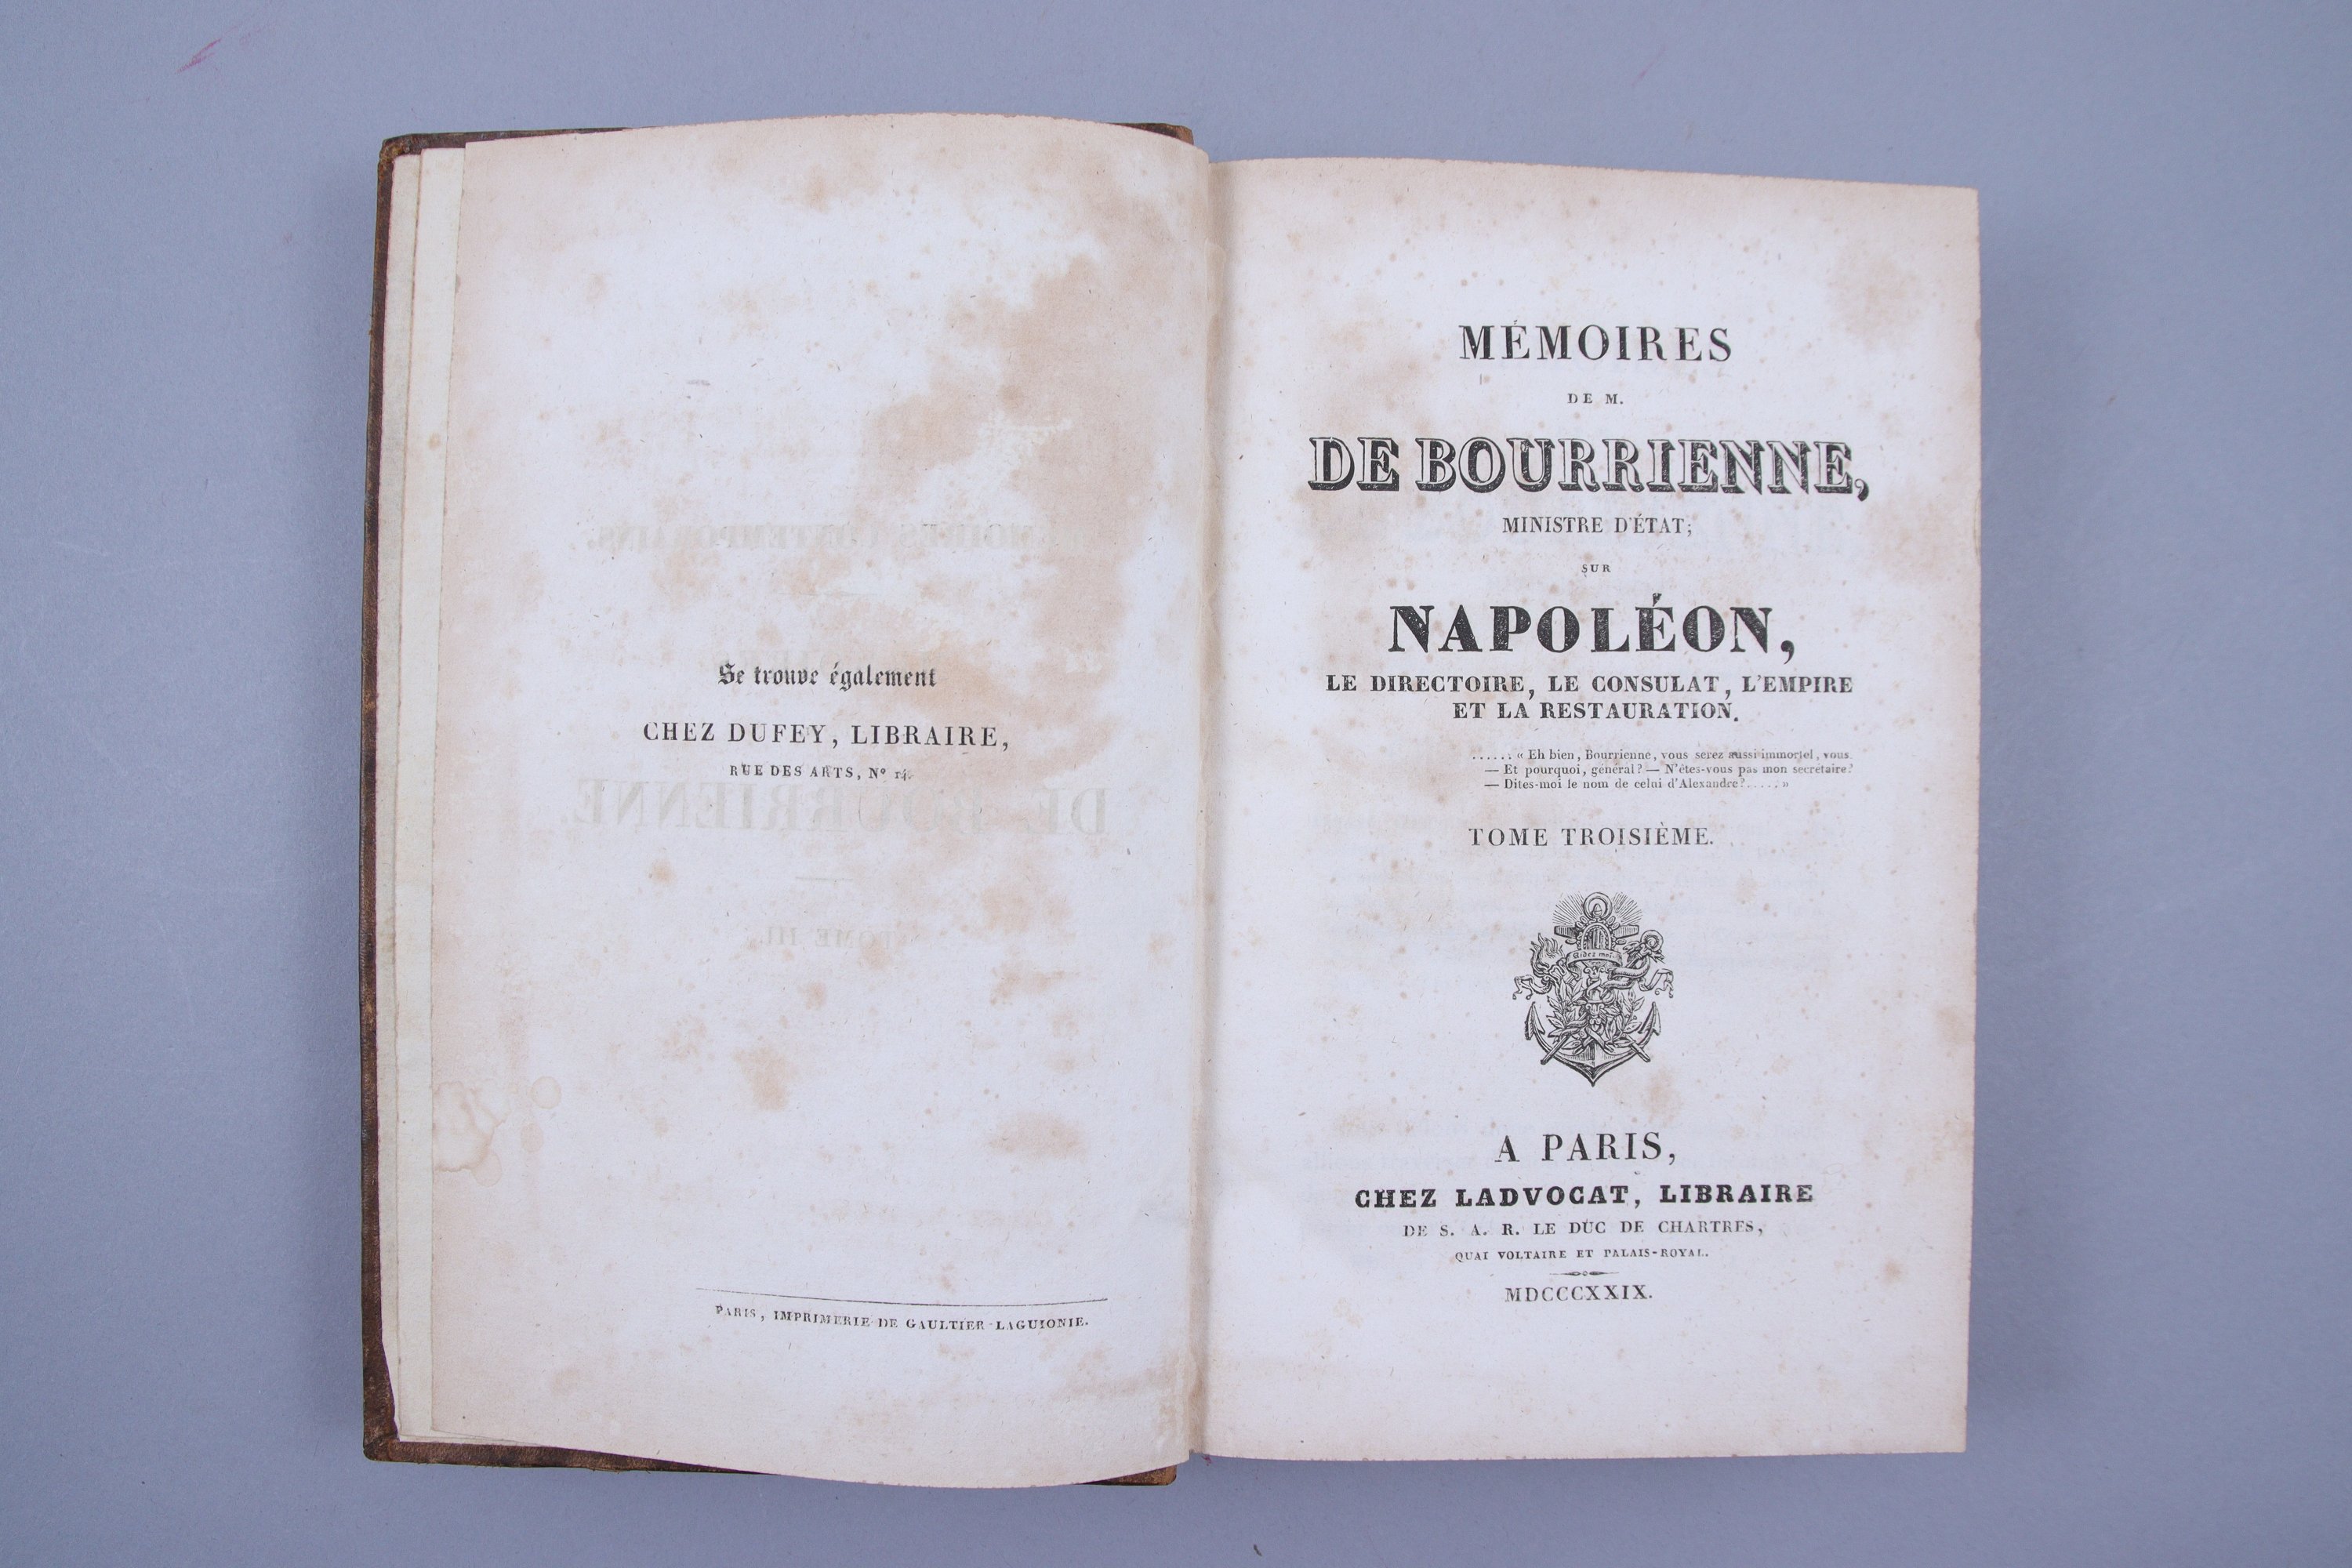 Se trouve également
CHEZ DUFEY, LIBRAIRE,
RUE DES ARTS, Nº 14.
PARIS, IMPRIMERIE DE GAULTIER-LAGUIONIE.
MÉMOIRES
DE M.
DE BOURRIENNE,
MINISTRE D'ÉTAT;
SUR
NAPOLÉON,
LE DIRECTOIRE, LE CONSULAT, L'EMPIRE
ET LA RESTAURATION.
.....: « Eh bien, Bourrienne, vous serez aussi immortel, vous.
— Et pourquoi, général? — N'êtes-vous pas mon secrétaire?
— Dites-moi le nom de celui d'Alexandre?..... »
TOME TROISIÈME.
Aidez moi.
A PARIS,
CHEZ LADVOCAT, LIBRAIRE
DE S. A. R. LE DUC DE CHARTRES,
QUAI VOLTAIRE ET PALAIS-ROYAL.
MDCCCXXIX.